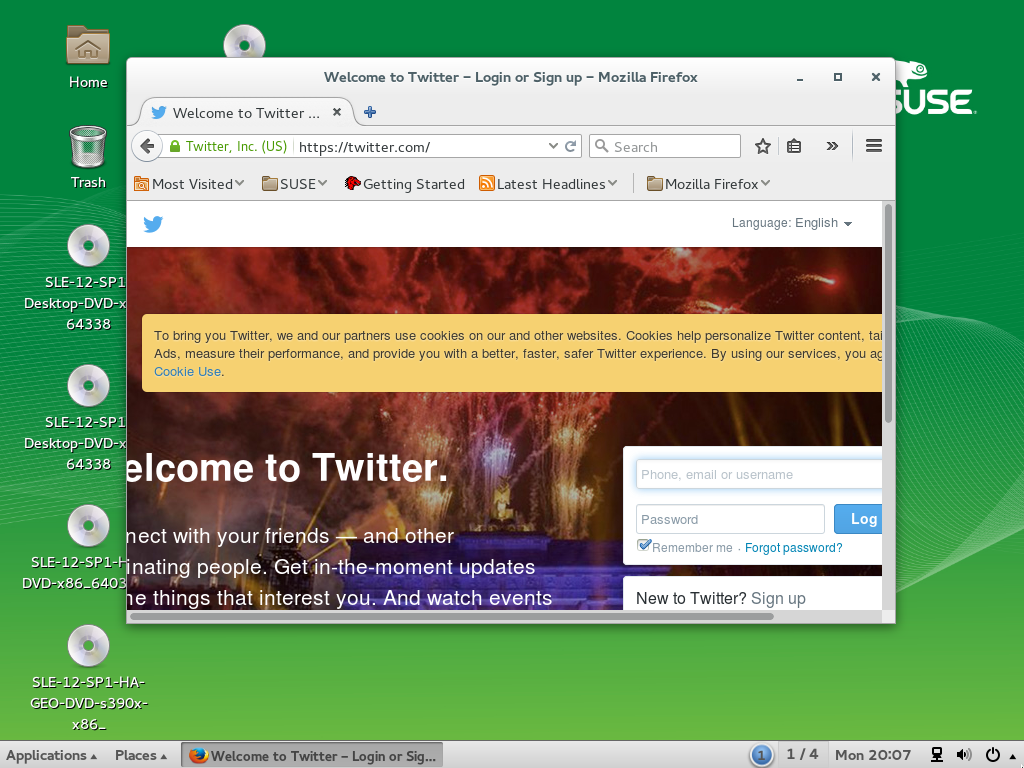 Home
Trash
SLE-12-SP1
Desktop-DVD-x
64338
SLE-12-SP1
Desktop-DVD-x
64338
SLE-12-SP1-H
DVD-x86_6403
SLE-12-SP1-HA-
GEO-DVD-s390x-
x86_
SUSE
Welcome to Twitter – Login or Sign up – Mozilla Firefox
Welcome to Twitter ...
Twitter, Inc. (US) https://twitter.com/ Search
Most Visited SUSE Getting Started Latest Headlines Mozilla Firefox
Language: English
To bring you Twitter, we and our partners use cookies on our and other websites. Cookies help personalize Twitter content, tai
Ads, measure their performance, and provide you with a better, faster, safer Twitter experience. By using our services, you ag
Cookie Use.
elcome to Twitter.
nect with your friends — and other
inating people. Get in-the-moment updates
he things that interest you. And watch events
Phone, email or username
Password Log
Remember me · Forgot password?
New to Twitter? Sign up
Applications Places Welcome to Twitter – Login or Sig... 1 1 / 4 Mon 20:07